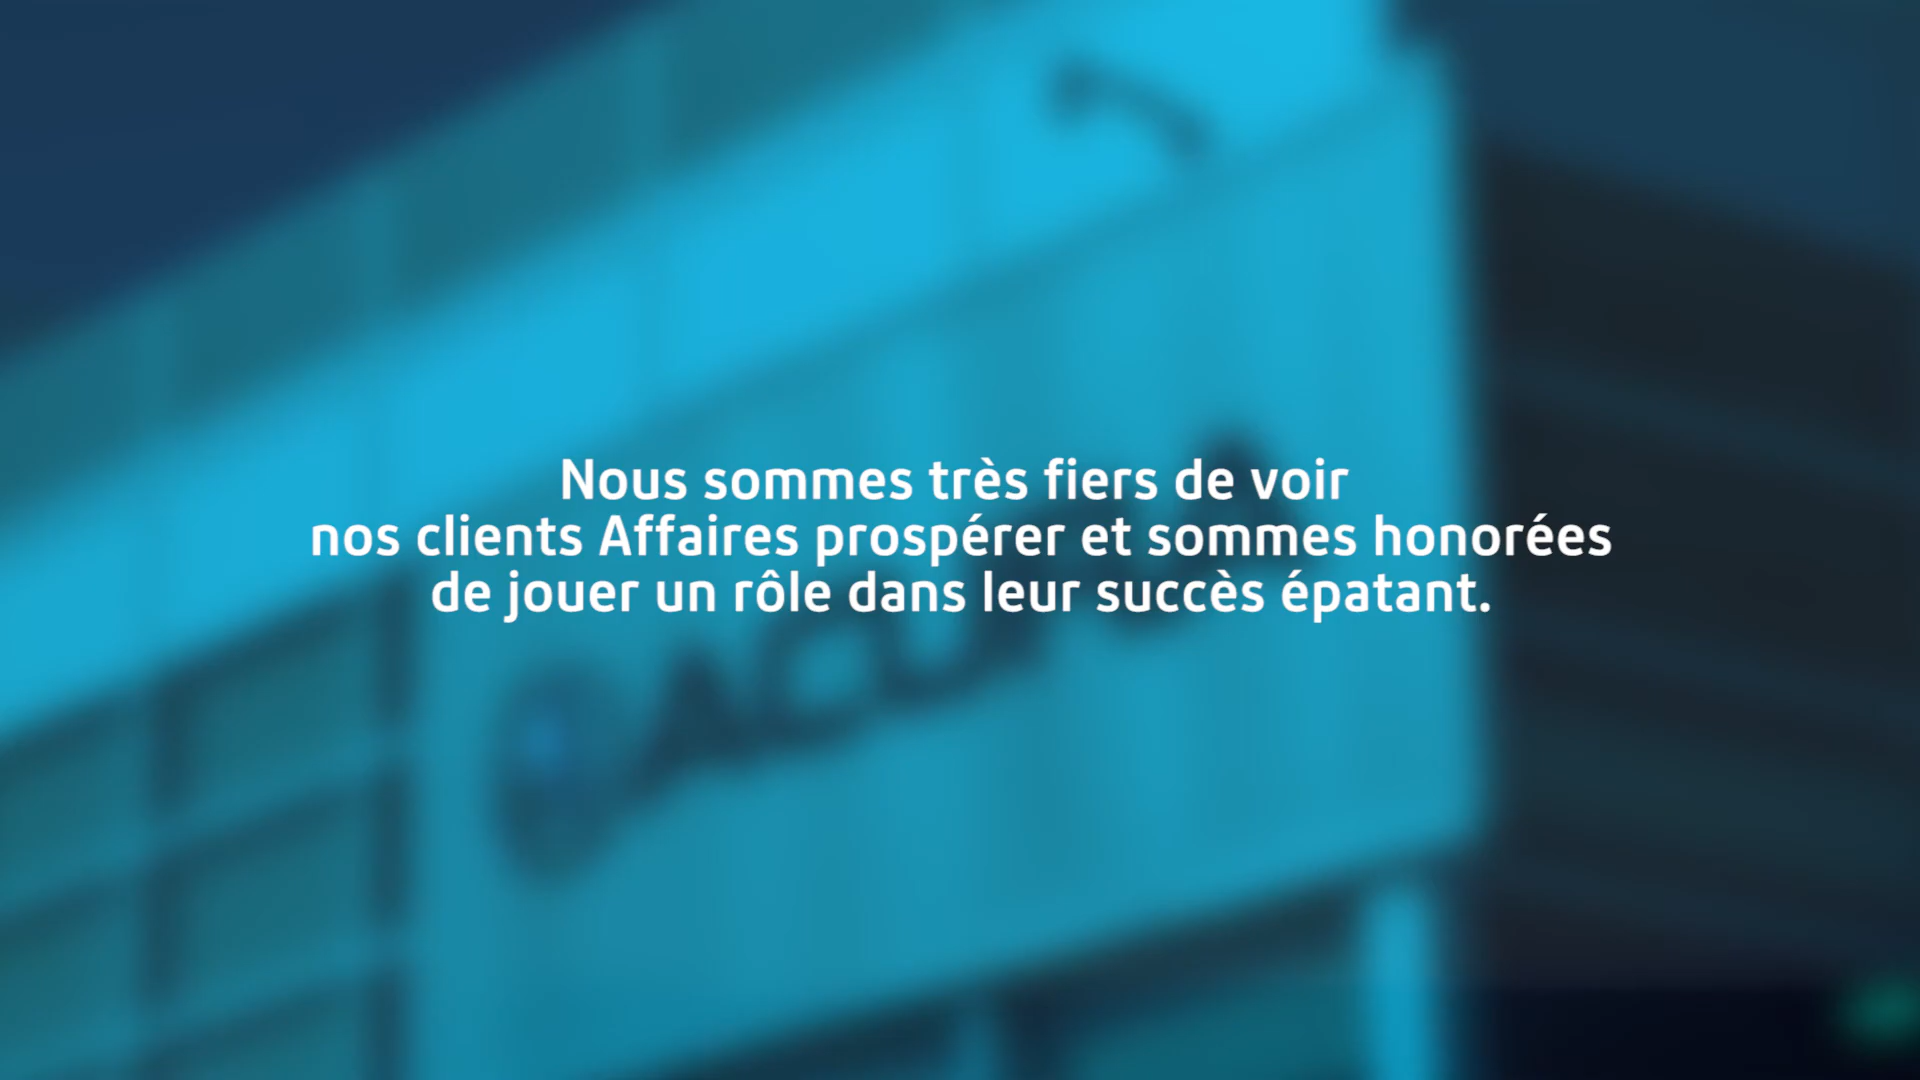 Nous sommes très fiers de voir
nos clients Affaires prospérer et sommes honorées
de jouer un rôle dans leur succès épatant.